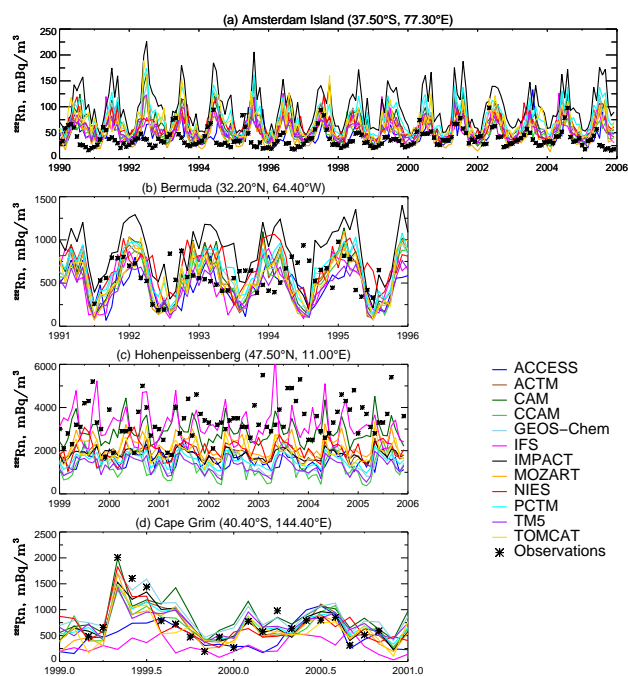 (a) Amsterdam Island (37.50°S, 77.30°E)
²²²Rn, mBq/m³
250
200
150
100
50
0
1990 1992 1994 1996 1998 2000 2002 2004 2006
(b) Bermuda (32.20°N, 64.40°W)
²²²Rn, mBq/m³
1500
1000
500
0
1991 1992 1993 1994 1995 1996
(c) Hohenpeissenberg (47.50°N, 11.00°E)
²²²Rn, mBq/m³
6000
4000
2000
0
1999 2000 2001 2002 2003 2004 2005 2006
(d) Cape Grim (40.40°S, 144.40°E)
²²²Rn, mBq/m³
2500
2000
1500
1000
500
0
1999.0 1999.5 2000.0 2000.5 2001.0
ACCESS
ACTM
CAM
CCAM
GEOS−Chem
IFS
IMPACT
MOZART
NIES
PCTM
TM5
TOMCAT
Observations